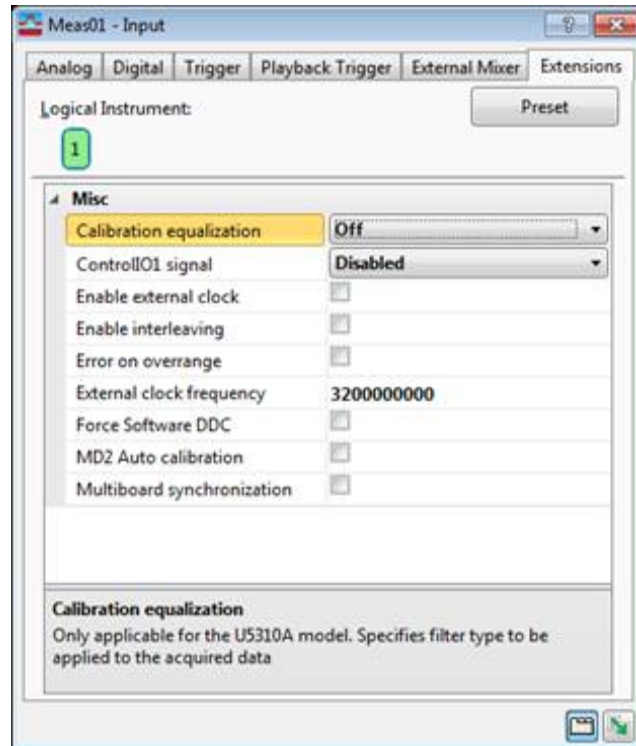 Meas01 - Input
Analog Digital Trigger Playback Trigger External Mixer Extensions
Logical Instrument: Preset
1
Misc
Calibration equalization Off
ControlIO1 signal Disabled
Enable external clock
Enable interleaving
Error on overrange
External clock frequency 3200000000
Force Software DDC
MD2 Auto calibration
Multiboard synchronization
Calibration equalization
Only applicable for the U5310A model. Specifies filter type to be
applied to the acquired data